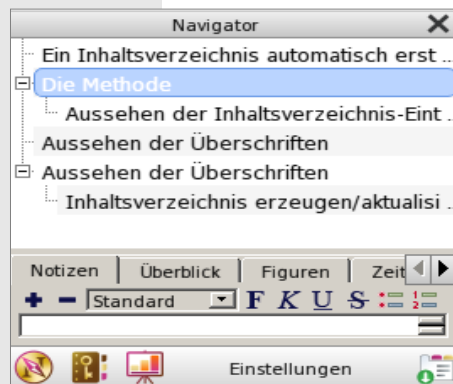 Navigator
Ein Inhaltsverzeichnis automatisch erst ...
Die Methode
Aussehen der Inhaltsverzeichnis-Eint ..
Aussehen der Überschriften
Aussehen der Überschriften
Inhaltsverzeichnis erzeugen/aktualisi ..
Notizen Überblick Figuren Zeit
Standard F K U S
Einstellungen